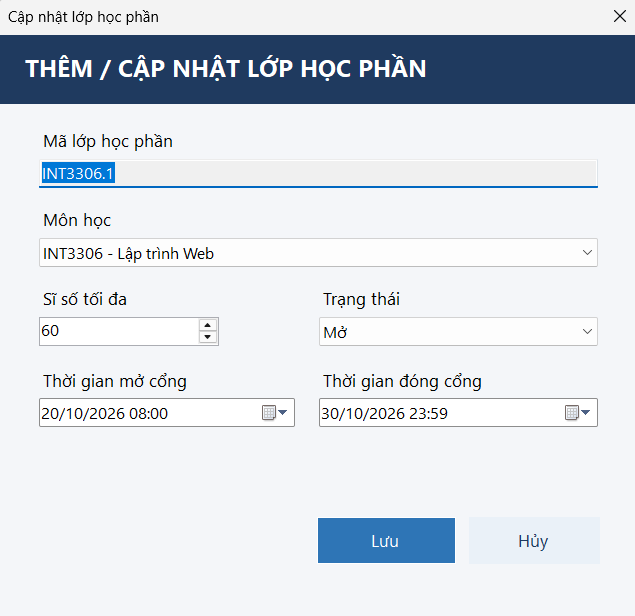 Cập nhật lớp học phần
THÊM / CẬP NHẬT LỚP HỌC PHẦN
Mã lớp học phần
INT3306.1
Môn học
INT3306 - Lập trình Web
Sĩ số tối đa
Trạng thái
60
Mở
Thời gian mở cổng
Thời gian đóng cổng
20/10/2026 08:00
30/10/2026 23:59
Lưu
Hủy